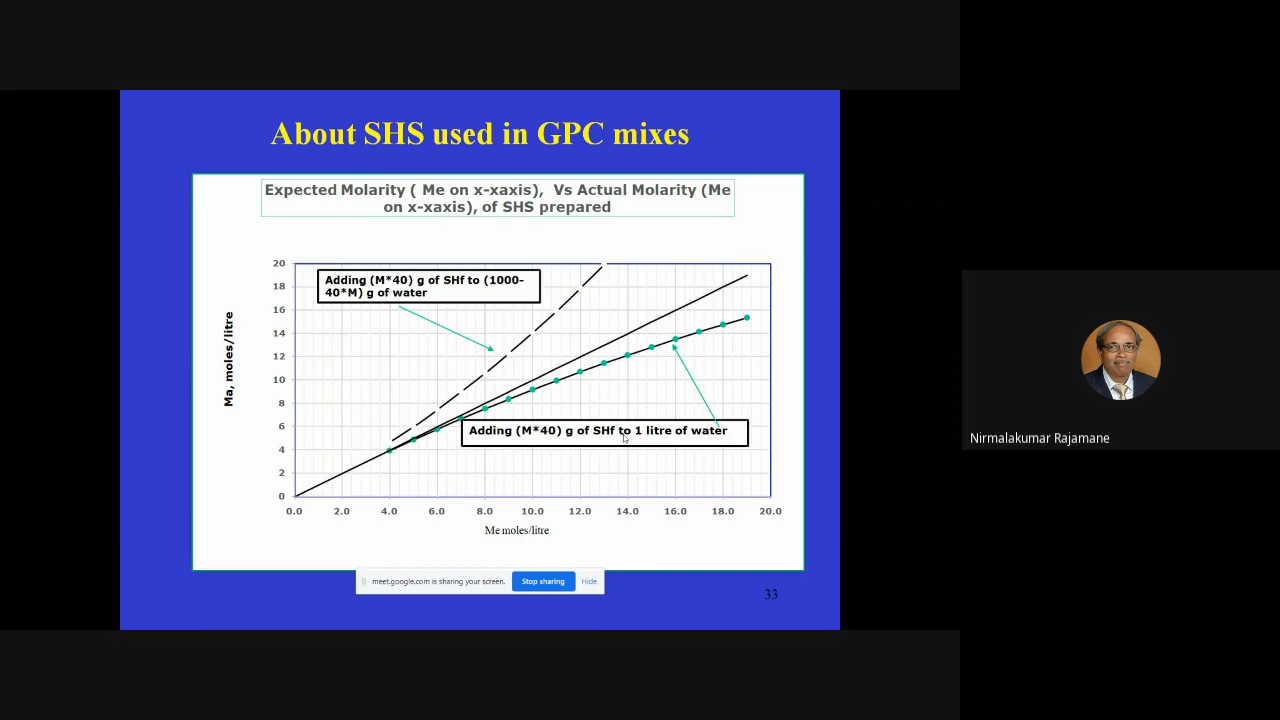 About SHS used in GPC mixes
Expected Molarity ( Me on x-xaxis),  Vs Actual Molarity (Me
on x-xaxis), of SHS prepared
20
18
16
14
12
10
8
6
4
2
0
Ma, moles/litre
Adding (M*40) g of SHf to (1000-
40*M) g of water
Adding (M*40) g of SHf to 1 litre of water
0.0 2.0 4.0 6.0 8.0 10.0 12.0 14.0 16.0 18.0 20.0
Me moles/litre
meet.google.com is sharing your screen. Stop sharing Hide
33
Nirmalakumar Rajamane